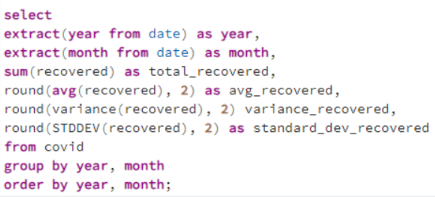 select
extract(year from date) as year,
extract(month from date) as month,
sum(recovered) as total_recovered,
round(avg(recovered), 2) as avg_recovered,
round(variance(recovered), 2) variance_recovered,
round(STDDEV(recovered), 2) as standard_dev_recovered
from covid
group by year, month
order by year, month;